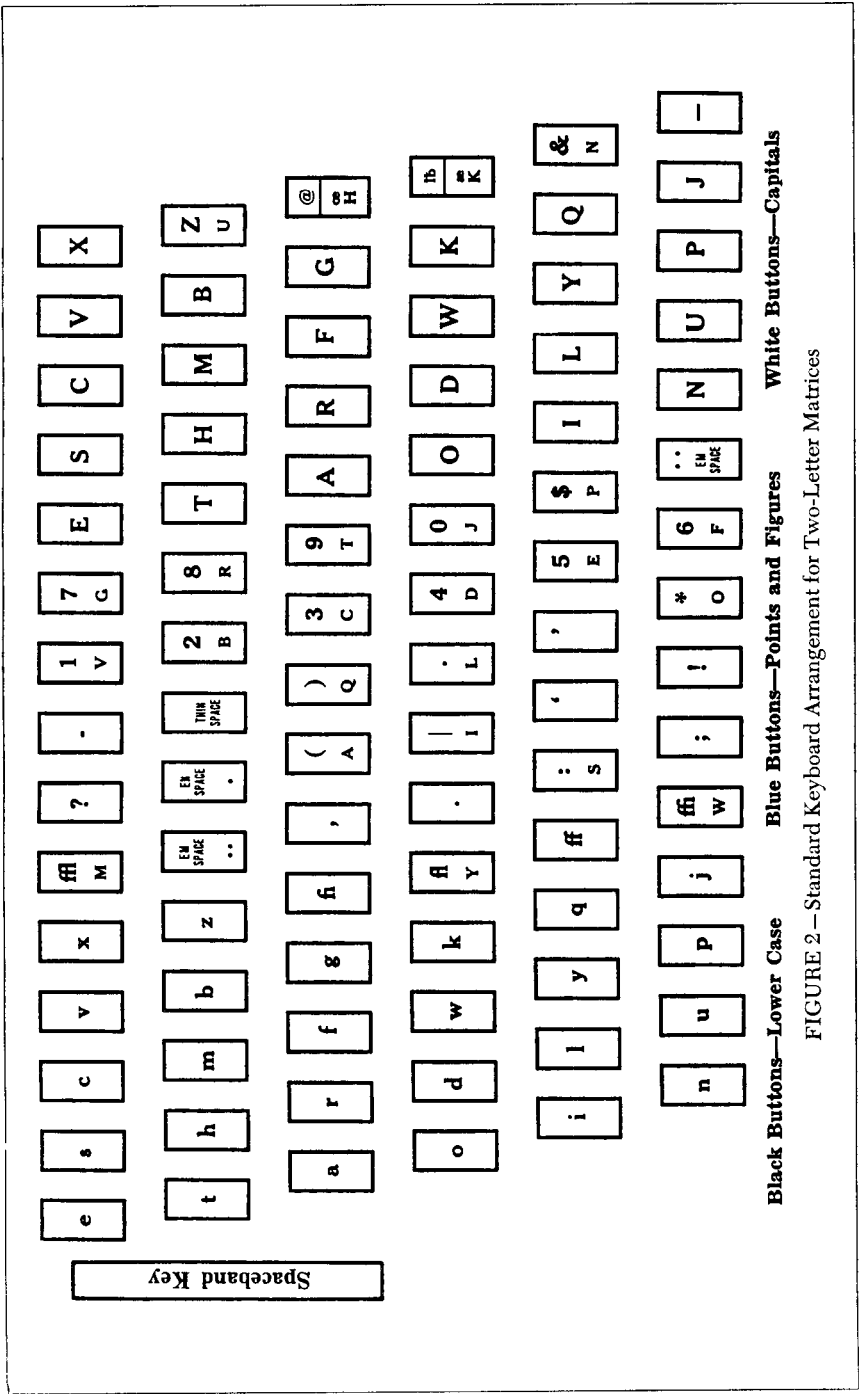 Spaceband Key
e s c v x ffl ? - 1 7 E S C V X
M V G
t h m b z EM SPACE EN SPACE THIN SPACE 2 8 T H M B Z
.. . B R U
a r f g fi , ( ) 3 9 A R F G @
A Q C T œ
H
o d w k fl . | . 4 0 O D W K ℔
Y I L D J æ
K
i l y q ff : ‘ ’ 5 $ I L Y Q &
S E P N
n u p j ffi ; ! * 6 .. N U P J —
W O F EM SPACE
Black Buttons—Lower Case Blue Buttons—Points and Figures White Buttons—Capitals
FIGURE 2—Standard Keyboard Arrangement for Two-Letter Matrices